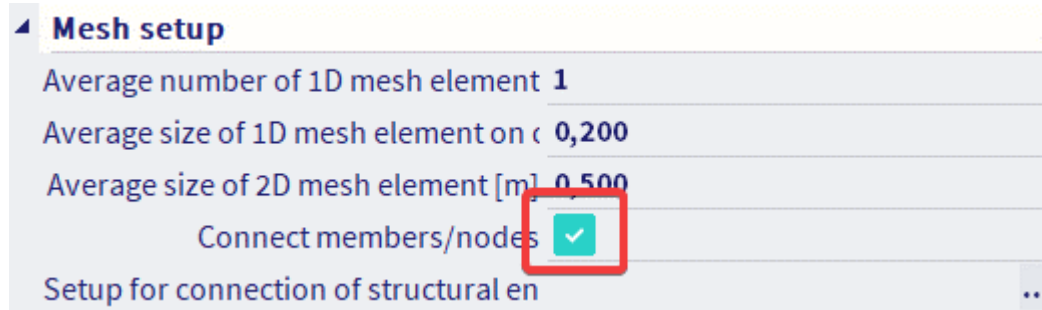 Mesh setup
Average number of 1D mesh element 1
Average size of 1D mesh element on 0,200
Average size of 2D mesh element [m] 0,500
Connect members/nodes
Setup for connection of structural en ...